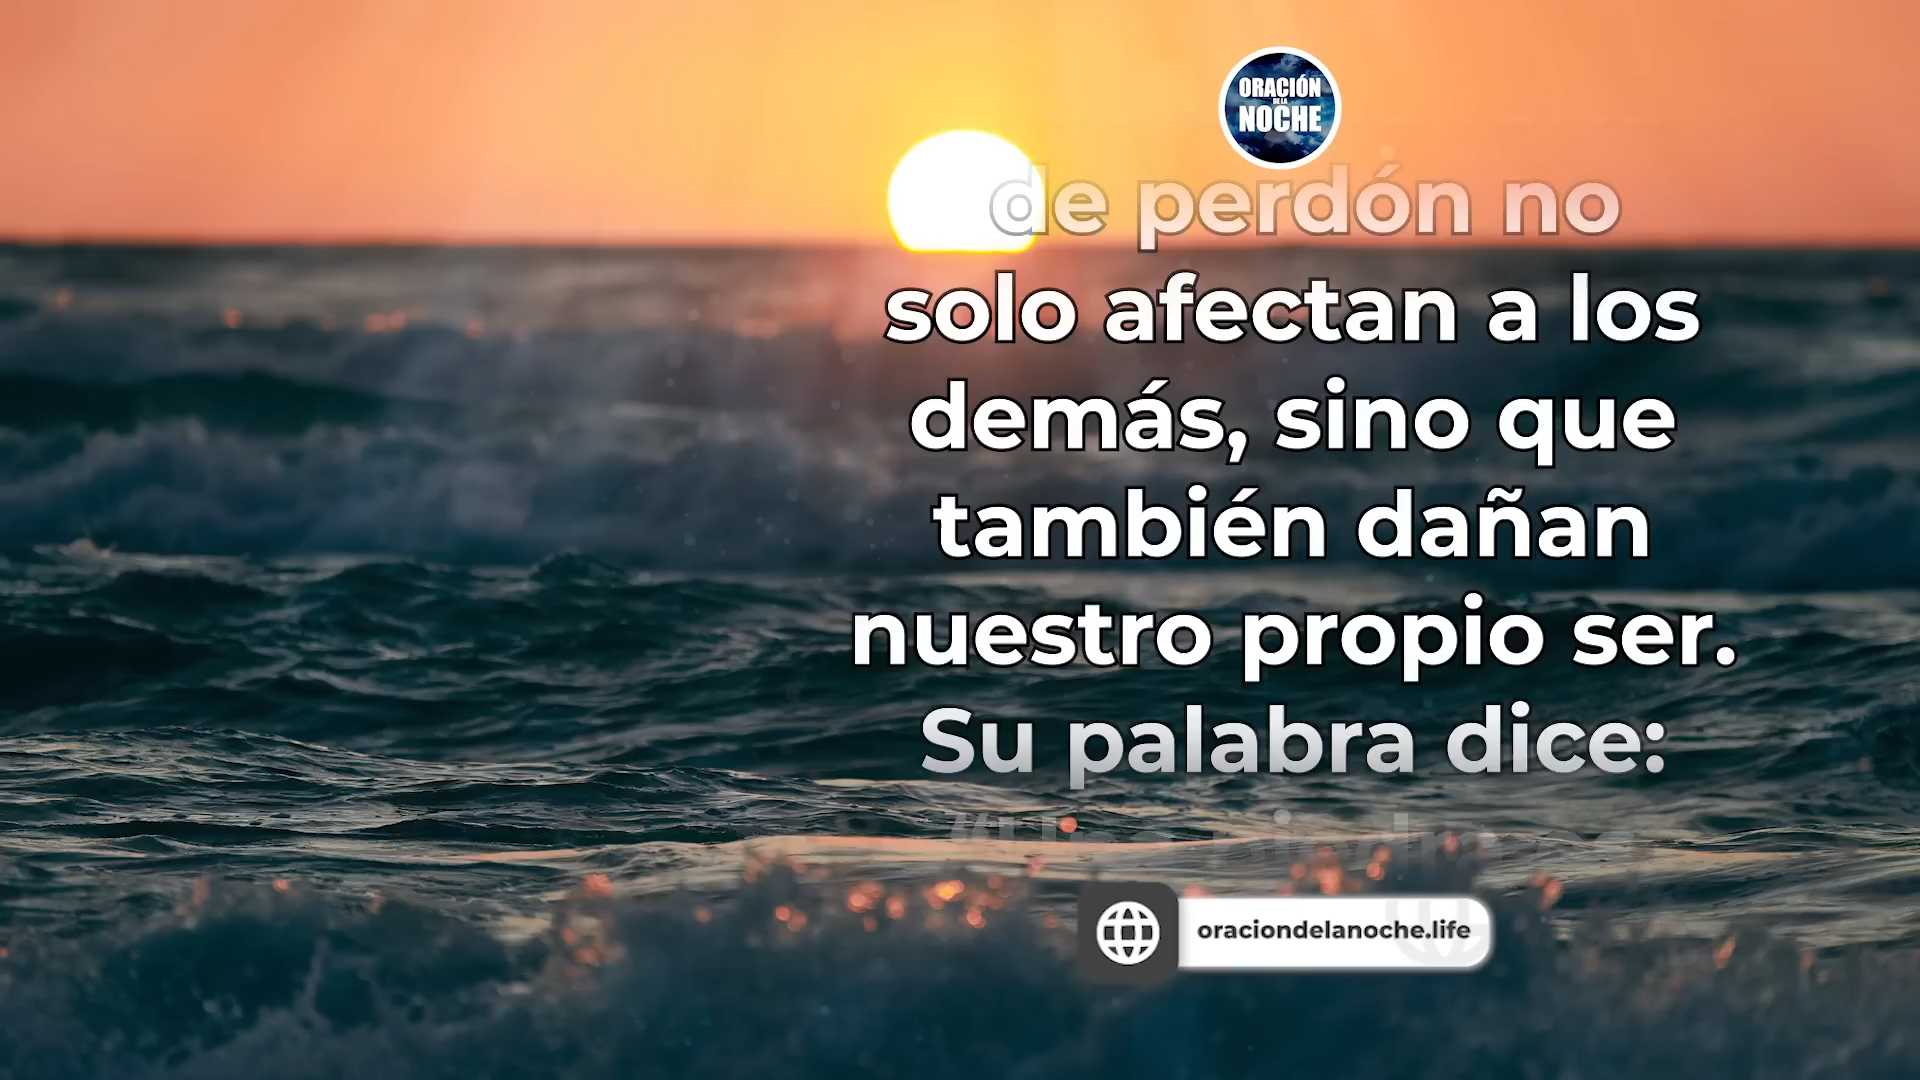 ORACIÓN
DE LA
NOCHE
de perdón no
solo afectan a los
demás, sino que
también dañan
nuestro propio ser.
Su palabra dice:
oraciondelanoche.life